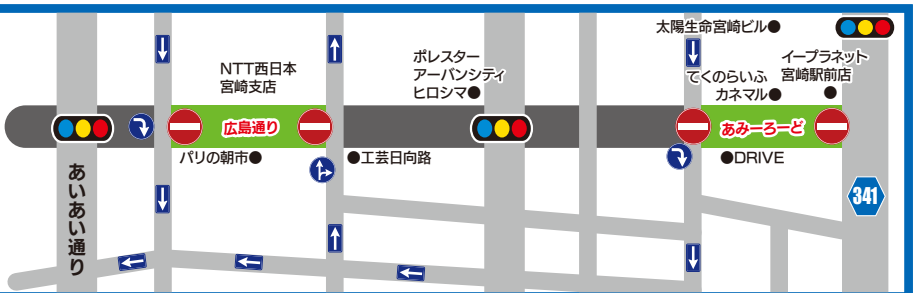 太陽生命宮崎ビル●
NTT西日本
宮崎支店
ポレスター
アーバンシティ
ヒロシマ●
イープラネット
宮崎駅前店
●
てくのらいふ
カネマル●
広島通り
あみーろーど
パリの朝市●
●工芸日向路
●DRIVE
あいあい通り
341